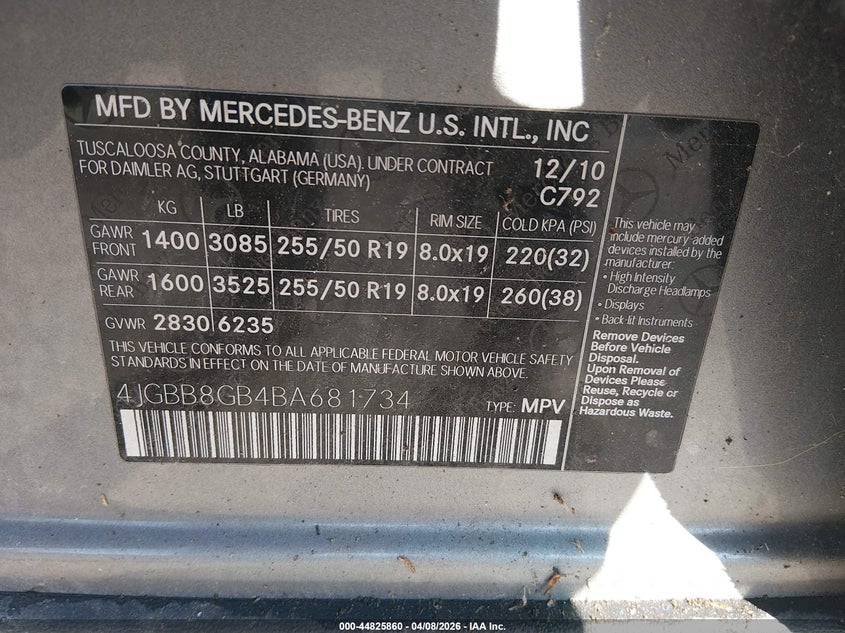 MFD BY MERCEDES-BENZ U.S. INTL., INC
TUSCALOOSA COUNTY, ALABAMA (USA). UNDER CONTRACT
FOR DAIMLER AG, STUTTGART (GERMANY)
12/10
C792
KG LB TIRES RIM SIZE COLD KPA (PSI)
GAWR
FRONT 1400 3085 255/50 R19 8.0x19 220(32)
GAWR
REAR 1600 3525 255/50 R19 8.0x19 260(38)
GVWR 2830 6235
THIS VEHICLE CONFORMS TO ALL APPLICABLE FEDERAL MOTOR VEHICLE SAFETY
STANDARDS IN EFFECT ON THE DATE OF MANUFACTURE SHOWN ABOVE.
4JGBB8GB4BA681734
TYPE: MPV
This vehicle may
include mercury-added
devices installed by the
manufacturer:
• High Intensity
Discharge Headlamps
• Displays
• Back-lit Instruments
Remove Devices
Before Vehicle
Disposal.
Upon Removal of
Devices Please
Reuse, Recycle or
Dispose as
Hazardous Waste.
000-44825860 - 04/08/2026 - IAA Inc.